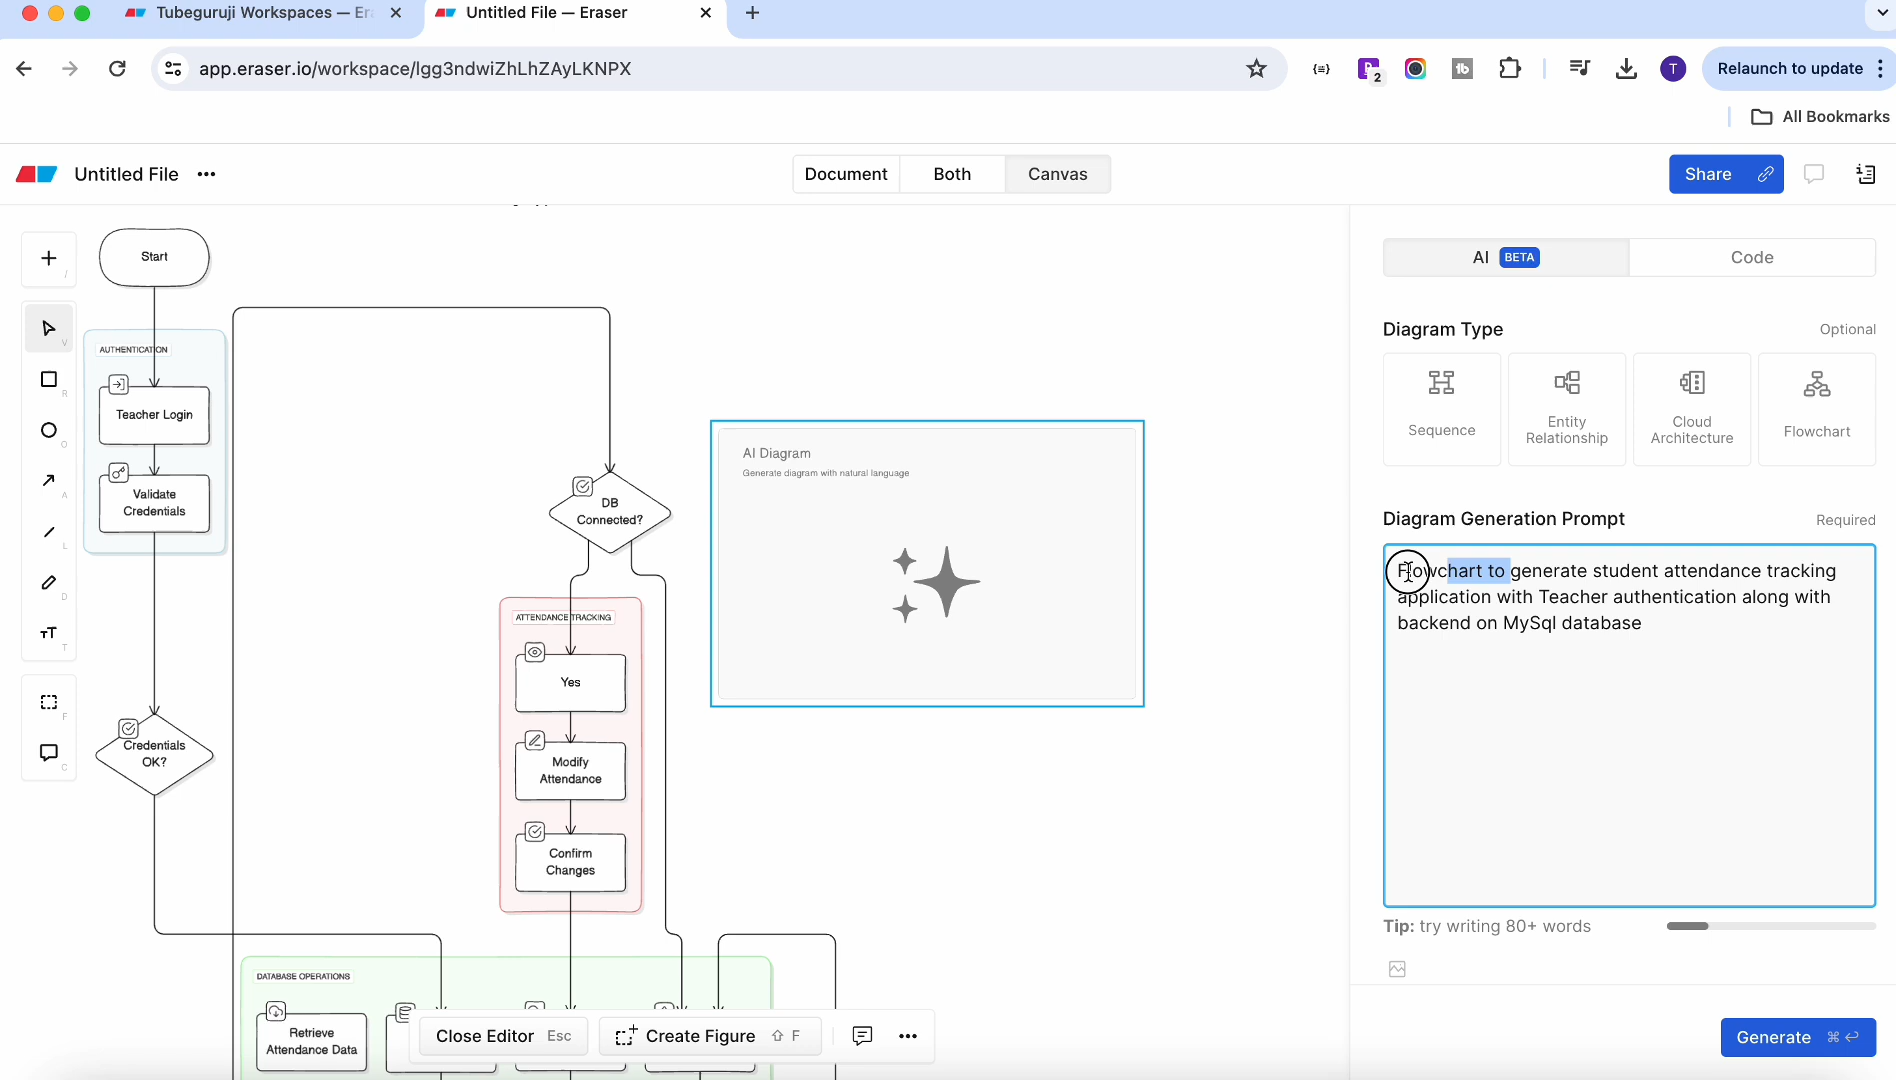 Tubeguruji Workspaces — Era
Untitled File — Eraser
app.eraser.io/workspace/lgg3ndwiZhLhZAyLKNPX
2
tb
T
Relaunch to update
All Bookmarks
Untitled File
Document
Both
Canvas
Share
Start
AUTHENTICATION
Teacher Login
Validate
Credentials
Credentials
OK?
DB
Connected?
ATTENDANCE TRACKING
Yes
Modify
Attendance
Confirm
Changes
DATABASE OPERATIONS
Retrieve
Attendance Data
AI Diagram
Generate diagram with natural language
/
V
R
O
A
L
D
T
F
C
Close Editor Esc
Create Figure ⇧ F
AI BETA
Code
Diagram Type
Optional
Sequence
Entity
Relationship
Cloud
Architecture
Flowchart
Diagram Generation Prompt
Required
Flowchart to generate student attendance tracking
application with Teacher authentication along with
backend on MySql database
Tip: try writing 80+ words
Generate ⌘ ↩